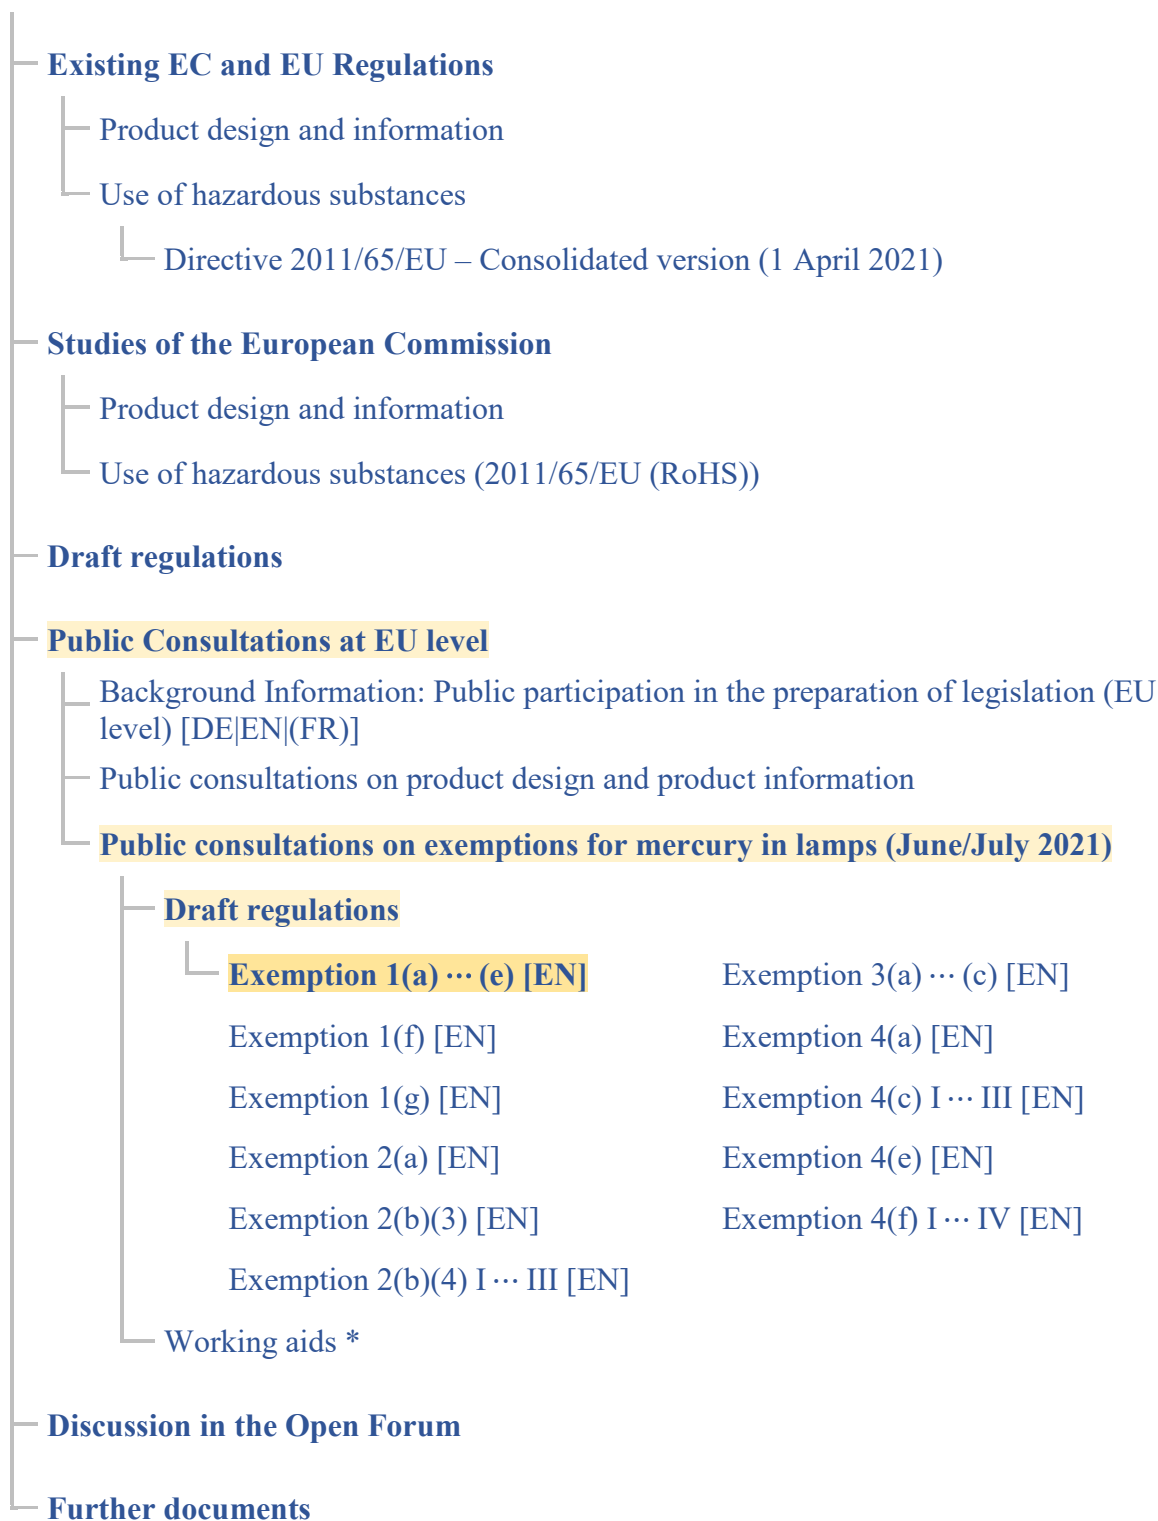 Existing EC and EU Regulations
Product design and information
Use of hazardous substances
Directive 2011/65/EU – Consolidated version (1 April 2021)
Studies of the European Commission
Product design and information
Use of hazardous substances (2011/65/EU (RoHS))
Draft regulations
Public Consultations at EU level
Background Information: Public participation in the preparation of legislation (EU
level) [DE|EN|(FR)]
Public consultations on product design and product information
Public consultations on exemptions for mercury in lamps (June/July 2021)
Draft regulations
Exemption 1(a) ··· (e) [EN]
Exemption 1(f) [EN]
Exemption 1(g) [EN]
Exemption 2(a) [EN]
Exemption 2(b)(3) [EN]
Exemption 2(b)(4) I ··· III [EN]
Exemption 3(a) ··· (c) [EN]
Exemption 4(a) [EN]
Exemption 4(c) I ··· III [EN]
Exemption 4(e) [EN]
Exemption 4(f) I ··· IV [EN]
Working aids *
Discussion in the Open Forum
Further documents